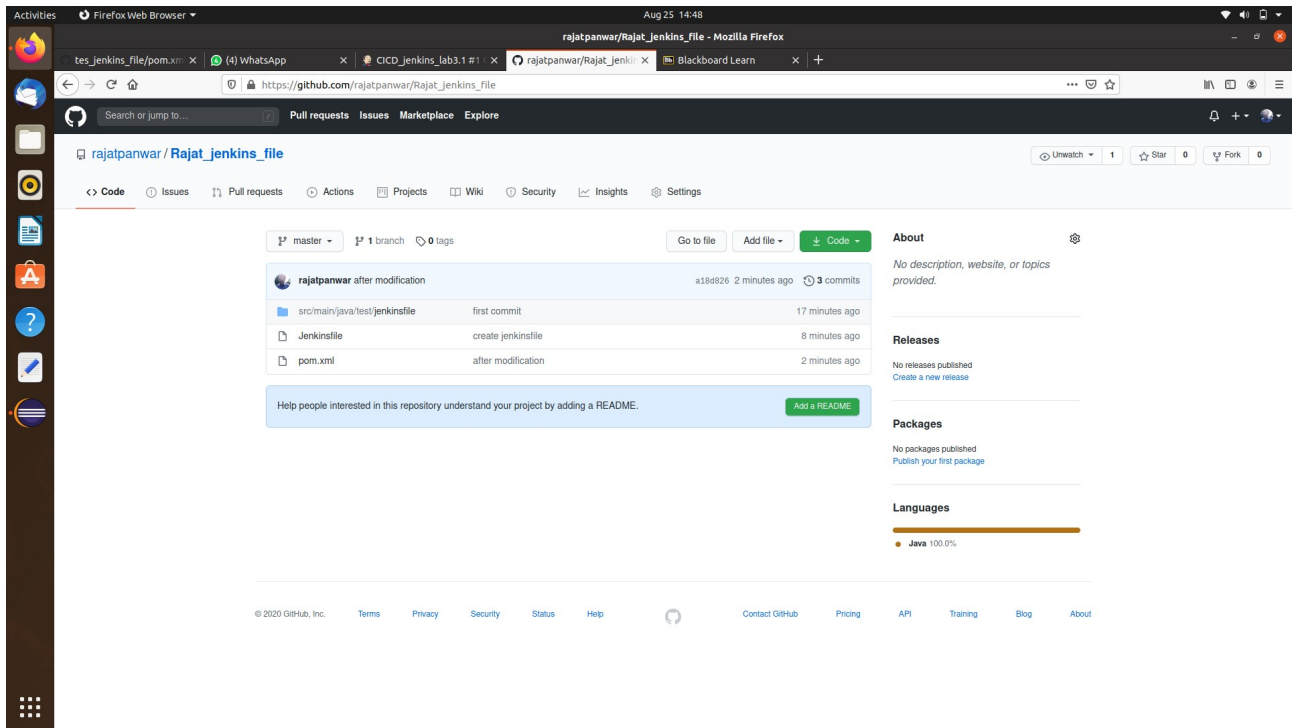 Activities Firefox Web Browser Aug 25 14:48
rajatpanwar/Rajat_jenkins_file - Mozilla Firefox
tes_jenkins_file/pom.xm (4) WhatsApp CICD_jenkins_lab3.1 #1 rajatpanwar/Rajat_jenkin Bb Blackboard Learn
https://github.com/rajatpanwar/Rajat_jenkins_file
Search or jump to... / Pull requests Issues Marketplace Explore
rajatpanwar / Rajat_jenkins_file Unwatch 1 Star 0 Fork 0
<> Code Issues Pull requests Actions Projects Wiki Security Insights Settings
master 1 branch 0 tags Go to file Add file Code
rajatpanwar after modification a18d826 2 minutes ago 3 commits
src/main/java/test/jenkinsfile first commit 17 minutes ago
Jenkinsfile create jenkinsfile 8 minutes ago
pom.xml after modification 2 minutes ago
Help people interested in this repository understand your project by adding a README. Add a README
About
No description, website, or topics
provided.
Releases
No releases published
Create a new release
Packages
No packages published
Publish your first package
Languages
Java 100.0%
© 2020 GitHub, Inc. Terms Privacy Security Status Help Contact GitHub Pricing API Training Blog About